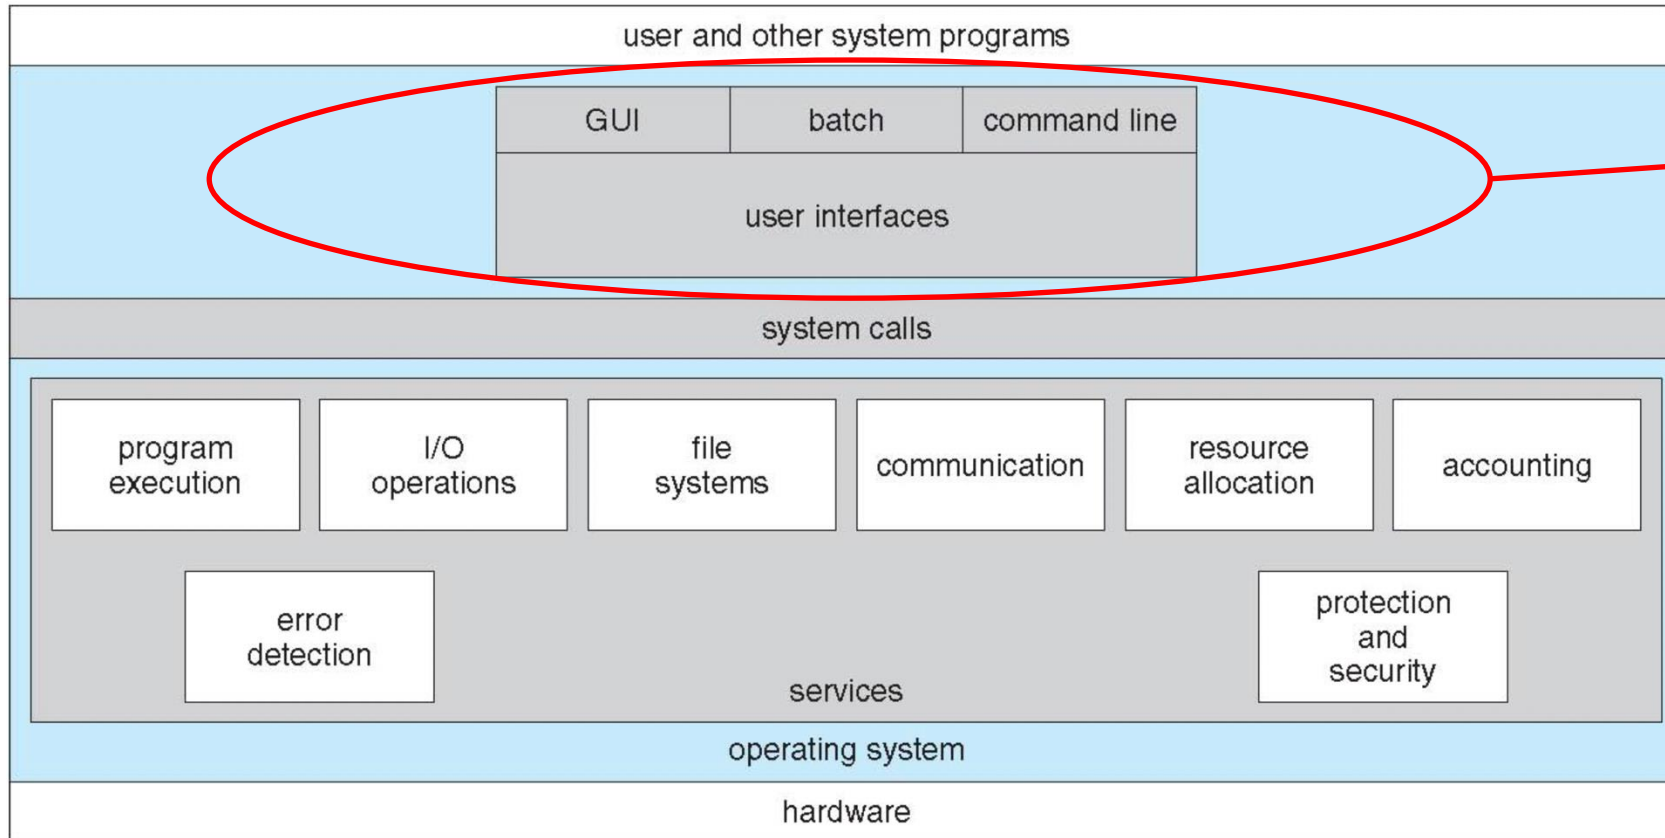 user and other system programs
GUI
batch
command line
user interfaces
system calls
program
execution
I/O
operations
file
systems
communication
resource
allocation
accounting
error
detection
protection
and
security
services
operating system
hardware